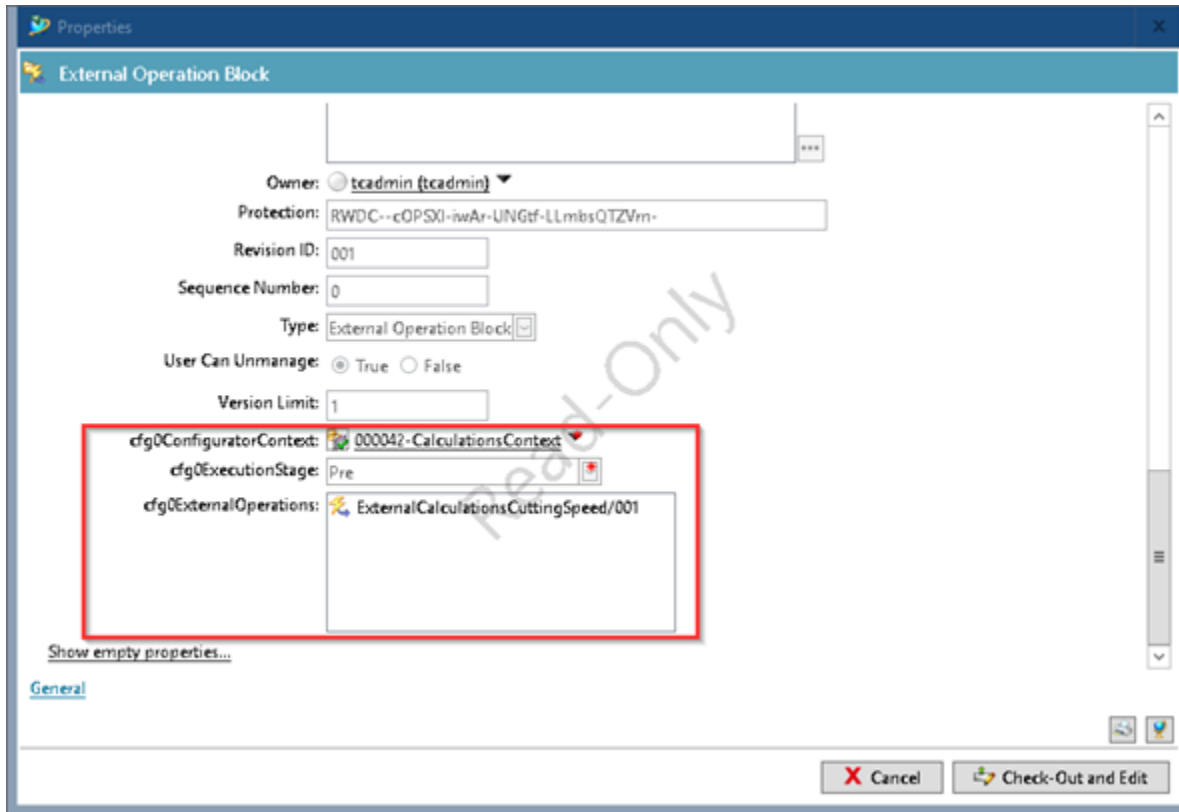 Properties
External Operation Block
Owner: tcadmin (tcadmin)
Protection: RWDC--cOPSXI-iwAr-UNGtf-LLmbsQTZVrn-
Revision ID: 001
Sequence Number: 0
Type: External Operation Block
User Can Unmanage: True False
Version Limit: 1
cfg0ConfiguratorContext: 000042-CalculationsContext
cfg0ExecutionStage: Pre
cfg0ExternalOperations: ExternalCalculationsCuttingSpeed/001
Read-Only
Show empty properties...
General
Cancel Check-Out and Edit